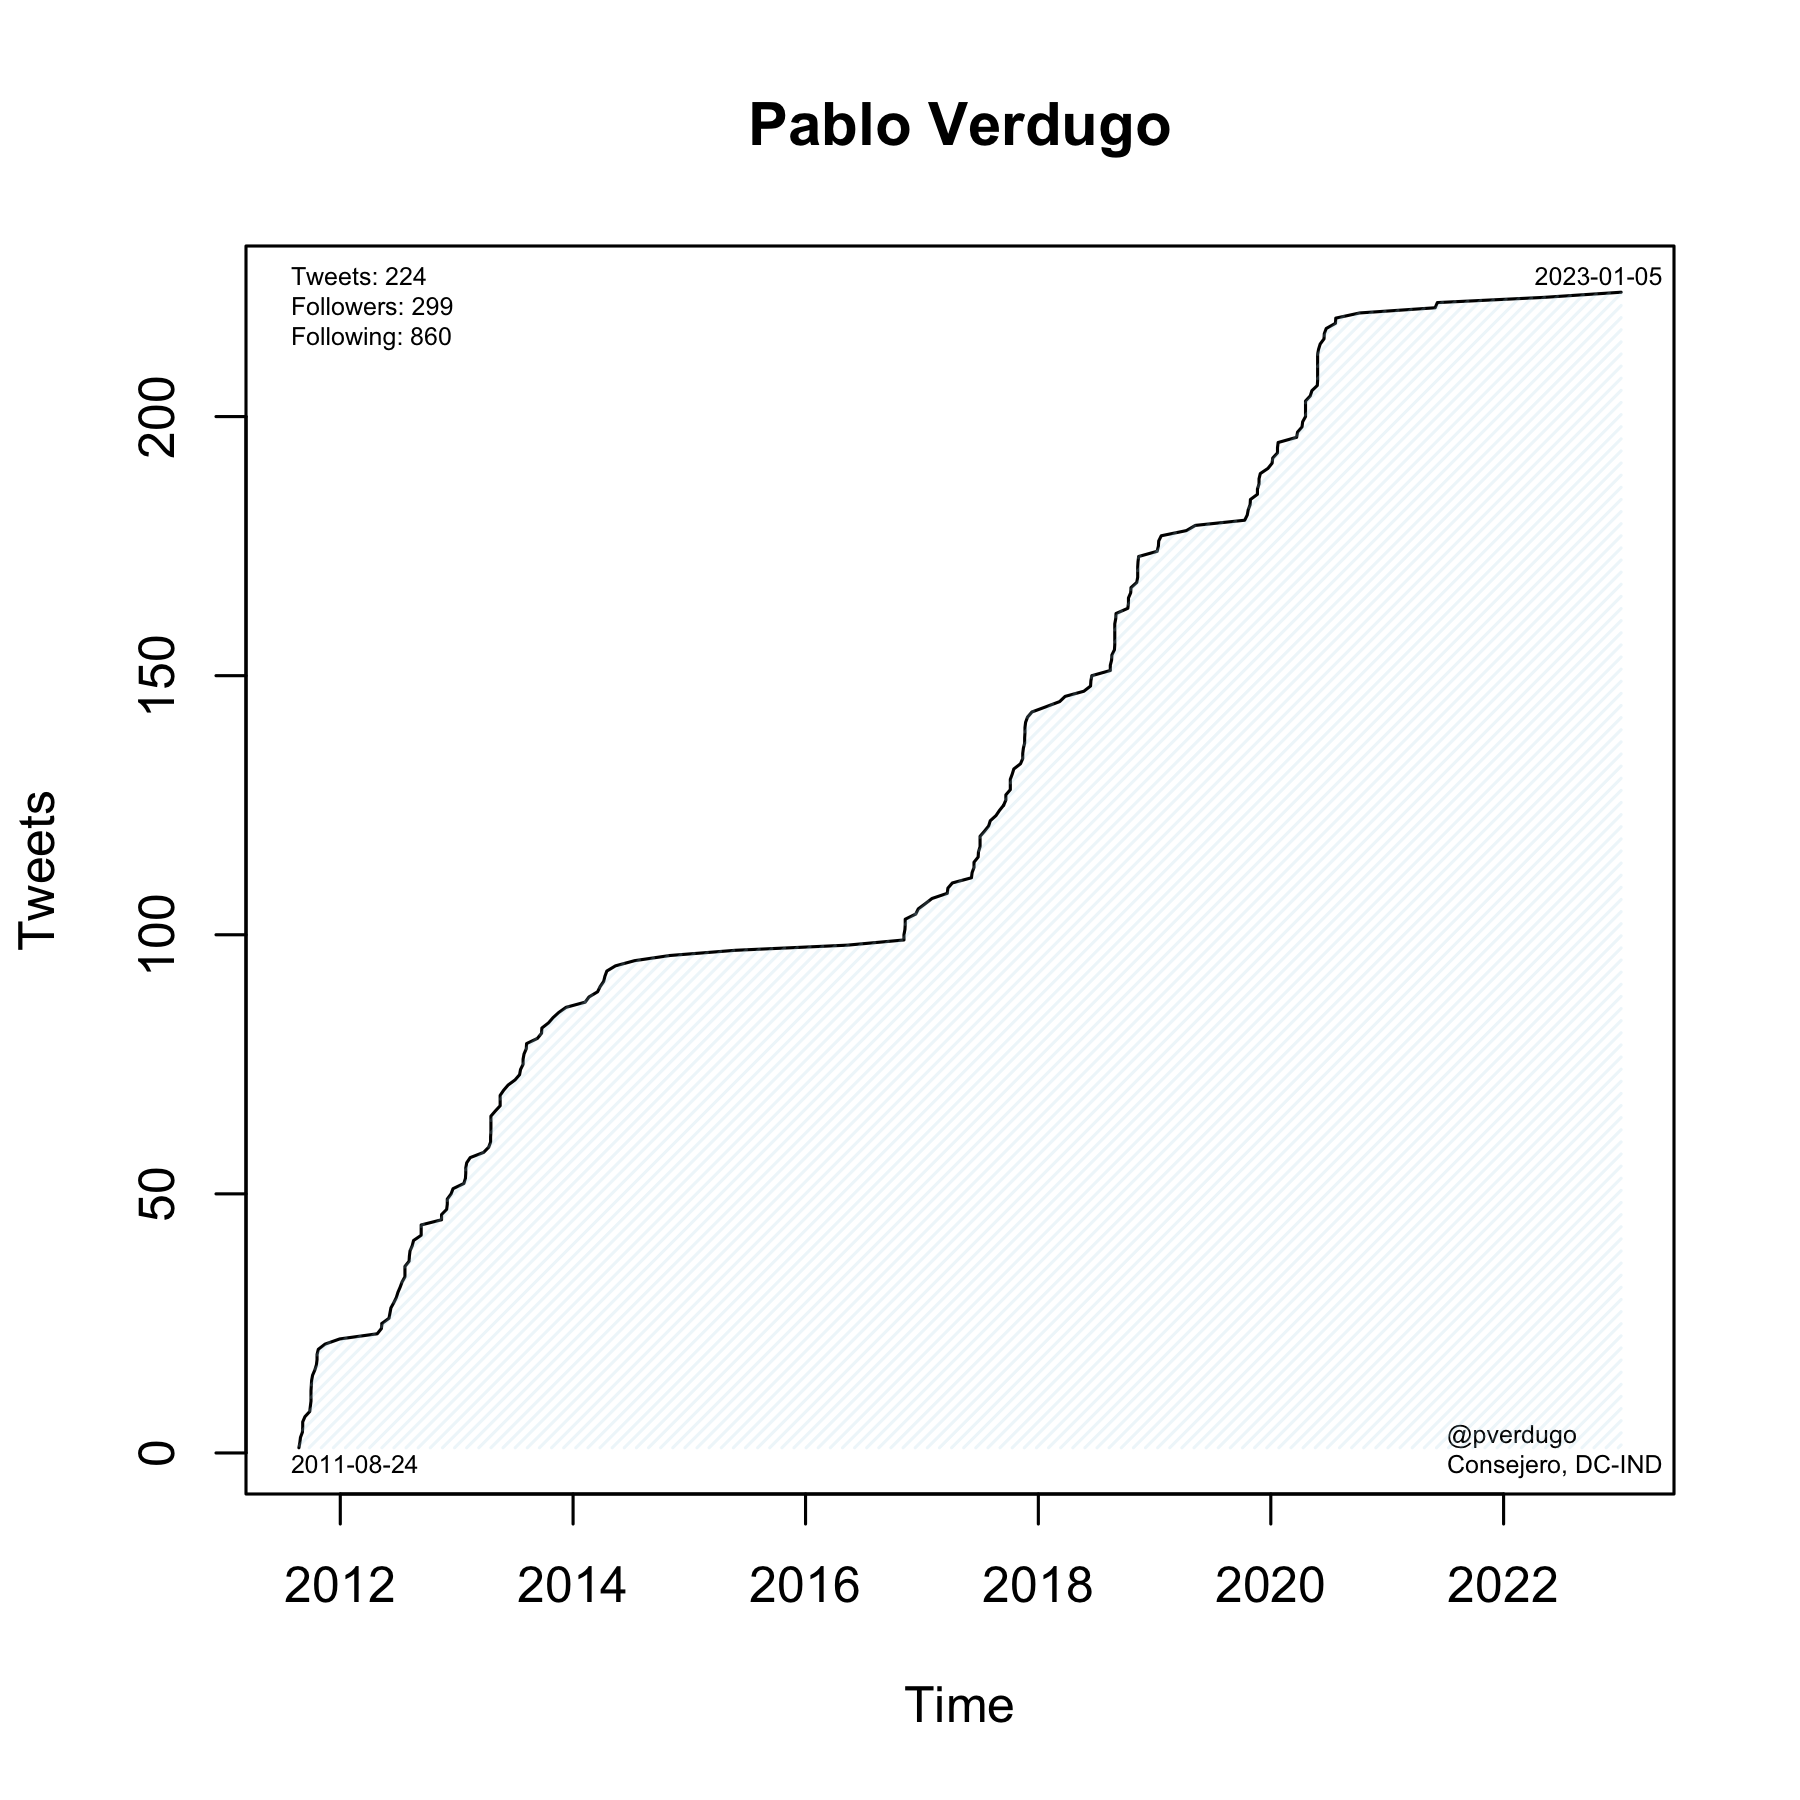 Pablo Verdugo
Tweets: 224
Followers: 299
Following: 860
2023-01-05
200
150
100
50
0
Tweets
2011-08-24
@pverdugo
Consejero, DC-IND
2012 2014 2016 2018 2020 2022
Time